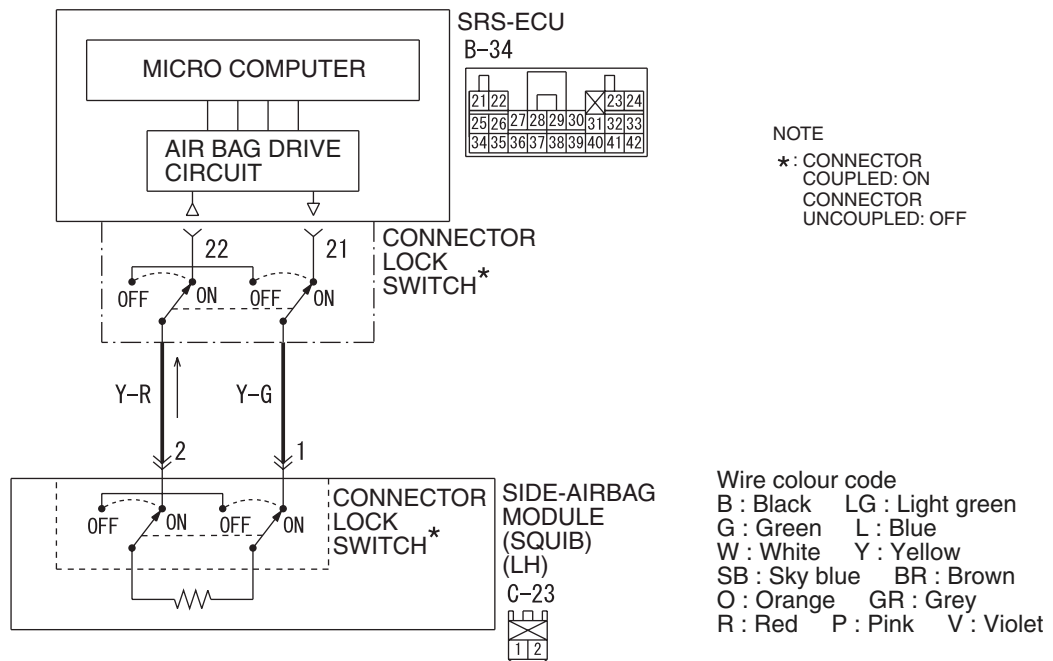 SRS-ECU
B-34
MICRO COMPUTER
21 22 23 24
25 26 27 28 29 30 31 32 33
34 35 36 37 38 39 40 41 42
AIR BAG DRIVE
CIRCUIT
NOTE
*: CONNECTOR
COUPLED: ON
CONNECTOR
UNCOUPLED: OFF
22 21
CONNECTOR
LOCK
SWITCH*
OFF ON OFF ON
Y-R Y-G
2 1
CONNECTOR
LOCK
SWITCH*
OFF ON OFF ON
SIDE-AIRBAG
MODULE
(SQUIB)
(LH)
C-23
1 2
Wire colour code
B : Black LG : Light green
G : Green L : Blue
W : White Y : Yellow
SB : Sky blue BR : Brown
O : Orange GR : Grey
R : Red P : Pink V : Violet